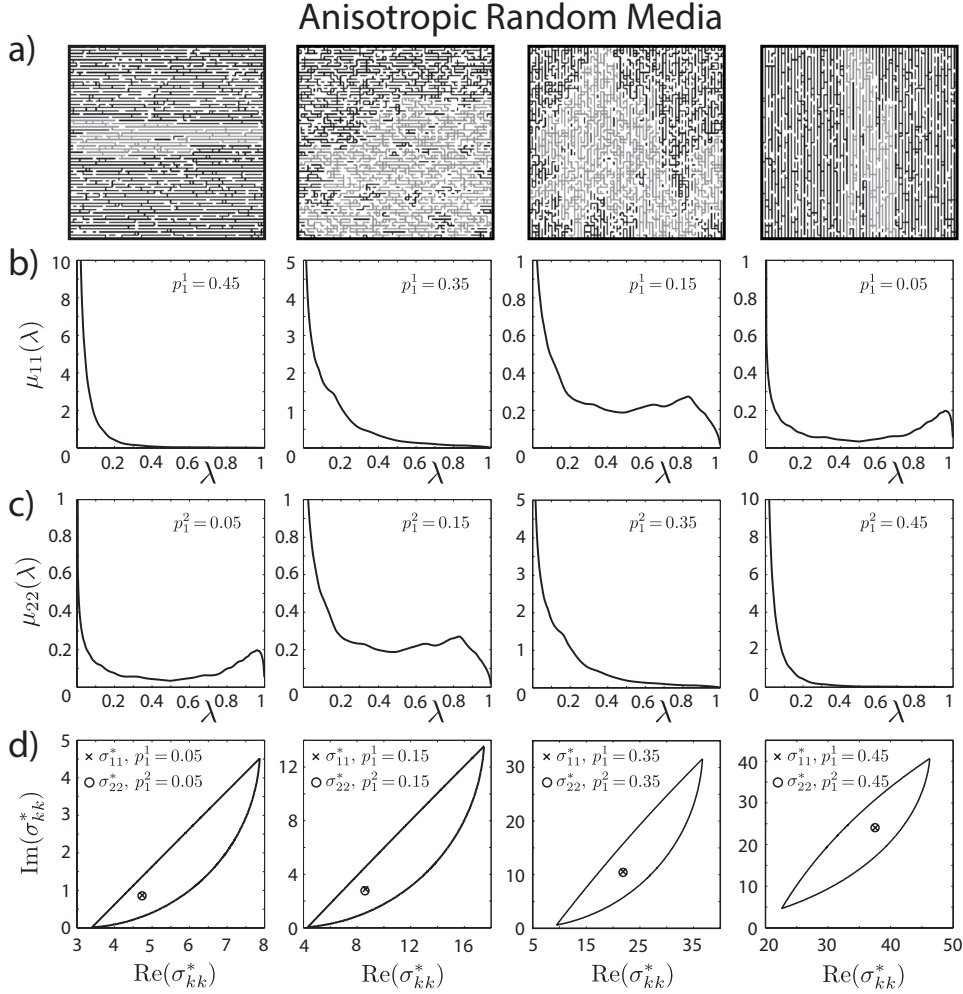 Anisotropic Random Media
a)
b)
μ₁₁(λ)
10
8
6
4
2
0
p₁¹ = 0.45
0.2 0.4 0.6 0.8 1
λ
5
4
3
2
1
0
p₁¹ = 0.35
0.2 0.4 0.6 0.8 1
λ
1
0.8
0.6
0.4
0.2
0
p₁¹ = 0.15
0.2 0.4 0.6 0.8 1
λ
1
0.8
0.6
0.4
0.2
0
p₁¹ = 0.05
0.2 0.4 0.6 0.8 1
λ
c)
μ₂₂(λ)
1
0.8
0.6
0.4
0.2
0
p₁² = 0.05
0.2 0.4 0.6 0.8 1
λ
1
0.8
0.6
0.4
0.2
0
p₁² = 0.15
0.2 0.4 0.6 0.8 1
λ
5
4
3
2
1
0
p₁² = 0.35
0.2 0.4 0.6 0.8 1
λ
10
8
6
4
2
0
p₁² = 0.45
0.2 0.4 0.6 0.8 1
λ
d)
Im(σ*ₖₖ)
5
4
3
2
1
0
× σ*₁₁, p₁¹ = 0.05
○ σ*₂₂, p₁² = 0.05
3 4 5 6 7 8
Re(σ*ₖₖ)
12
8
4
0
× σ*₁₁, p₁¹ = 0.15
○ σ*₂₂, p₁² = 0.15
4 8 12 16
Re(σ*ₖₖ)
30
20
10
0
× σ*₁₁, p₁¹ = 0.35
○ σ*₂₂, p₁² = 0.35
5 15 25 35
Re(σ*ₖₖ)
40
30
20
10
0
× σ*₁₁, p₁¹ = 0.45
○ σ*₂₂, p₁² = 0.45
20 30 40 50
Re(σ*ₖₖ)